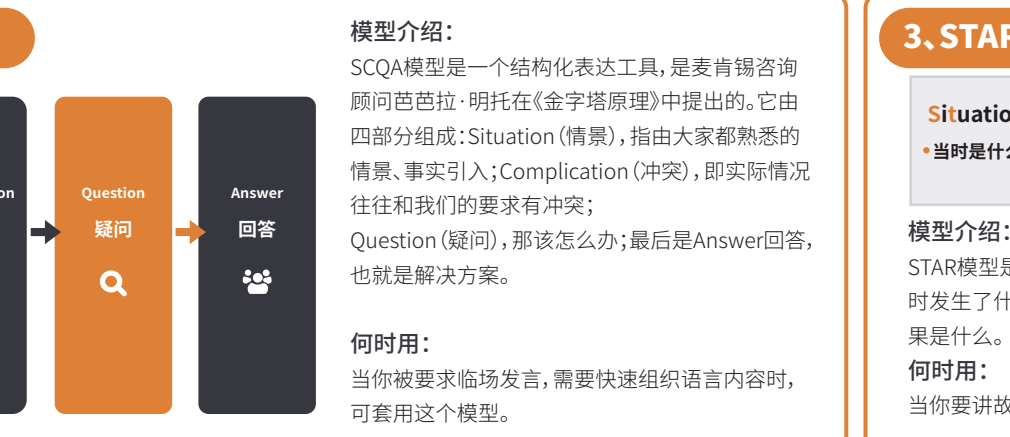 on
Question
疑问
Answer
回答
模型介绍：
SCQA模型是一个结构化表达工具，是麦肯锡咨询
顾问芭芭拉·明托在《金字塔原理》中提出的。它由
四部分组成：Situation（情景），指由大家都熟悉的
情景、事实引入；Complication（冲突），即实际情况
往往和我们的要求有冲突；
Question（疑问），那该怎么办；最后是Answer回答，
也就是解决方案。
何时用：
当你被要求临场发言，需要快速组织语言内容时，
可套用这个模型。
3、STAR
Situatio
•当时是什
模型介绍：
STAR模型是
时发生了什
果是什么。
何时用：
当你要讲故